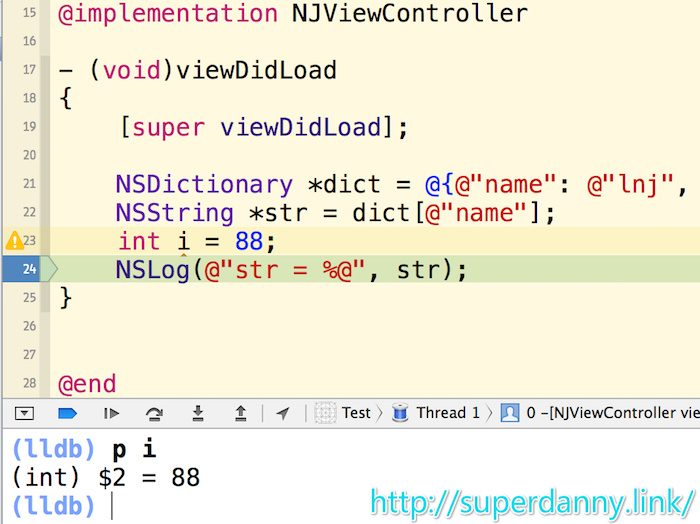 15 @implementation NJViewController
16
17 - (void)viewDidLoad
18 {
19 [super viewDidLoad];
20
21 NSDictionary *dict = @{@"name": @"lnj",
22 NSString *str = dict[@"name"];
23 int i = 88;
24 NSLog(@"str = %@", str);
25 }
26
27
28 @end
Test Thread 1 0 -[NJViewController vie
(lldb) p i
(int) $2 = 88
(lldb)
http://superdanny.link/